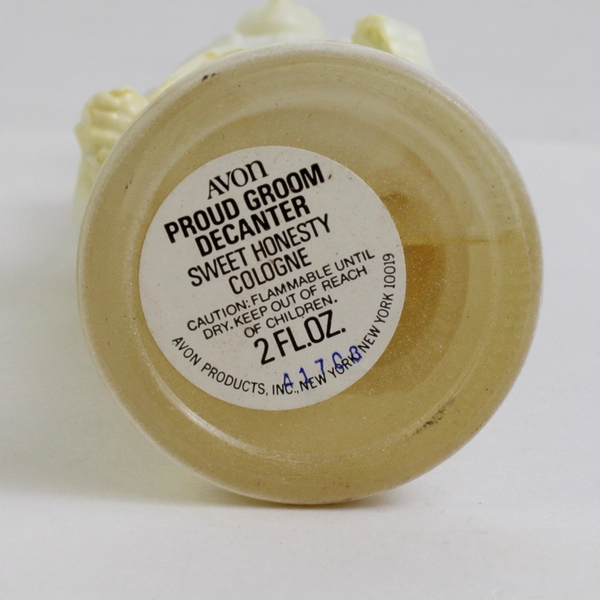 AVON
PROUD GROOM
DECANTER
SWEET HONESTY
COLOGNE
CAUTION: FLAMMABLE UNTIL
DRY. KEEP OUT OF REACH
OF CHILDREN.
2 FL.OZ.
AVON PRODUCTS, INC., NEW YORK, NEW YORK 10019